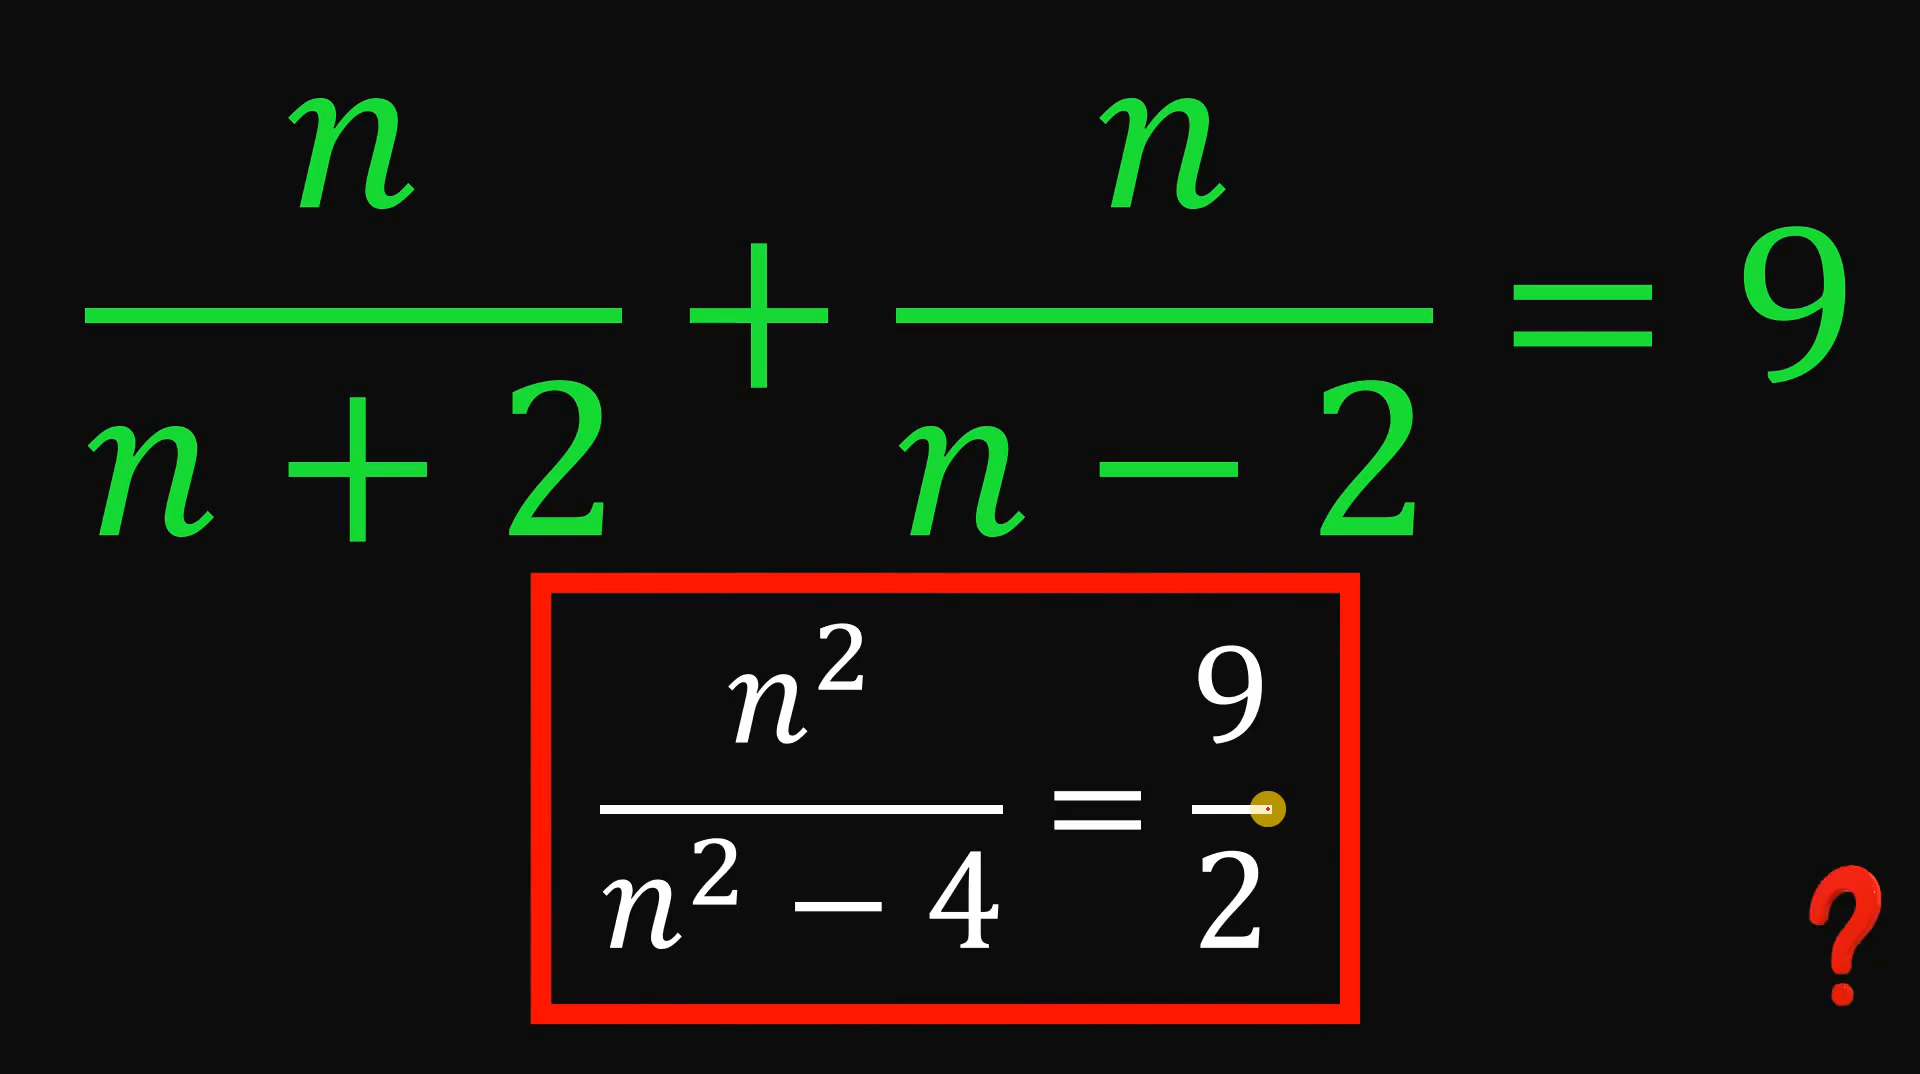 n/(n + 2) + n/(n − 2) = 9
n²/(n² − 4) = 9/2
?